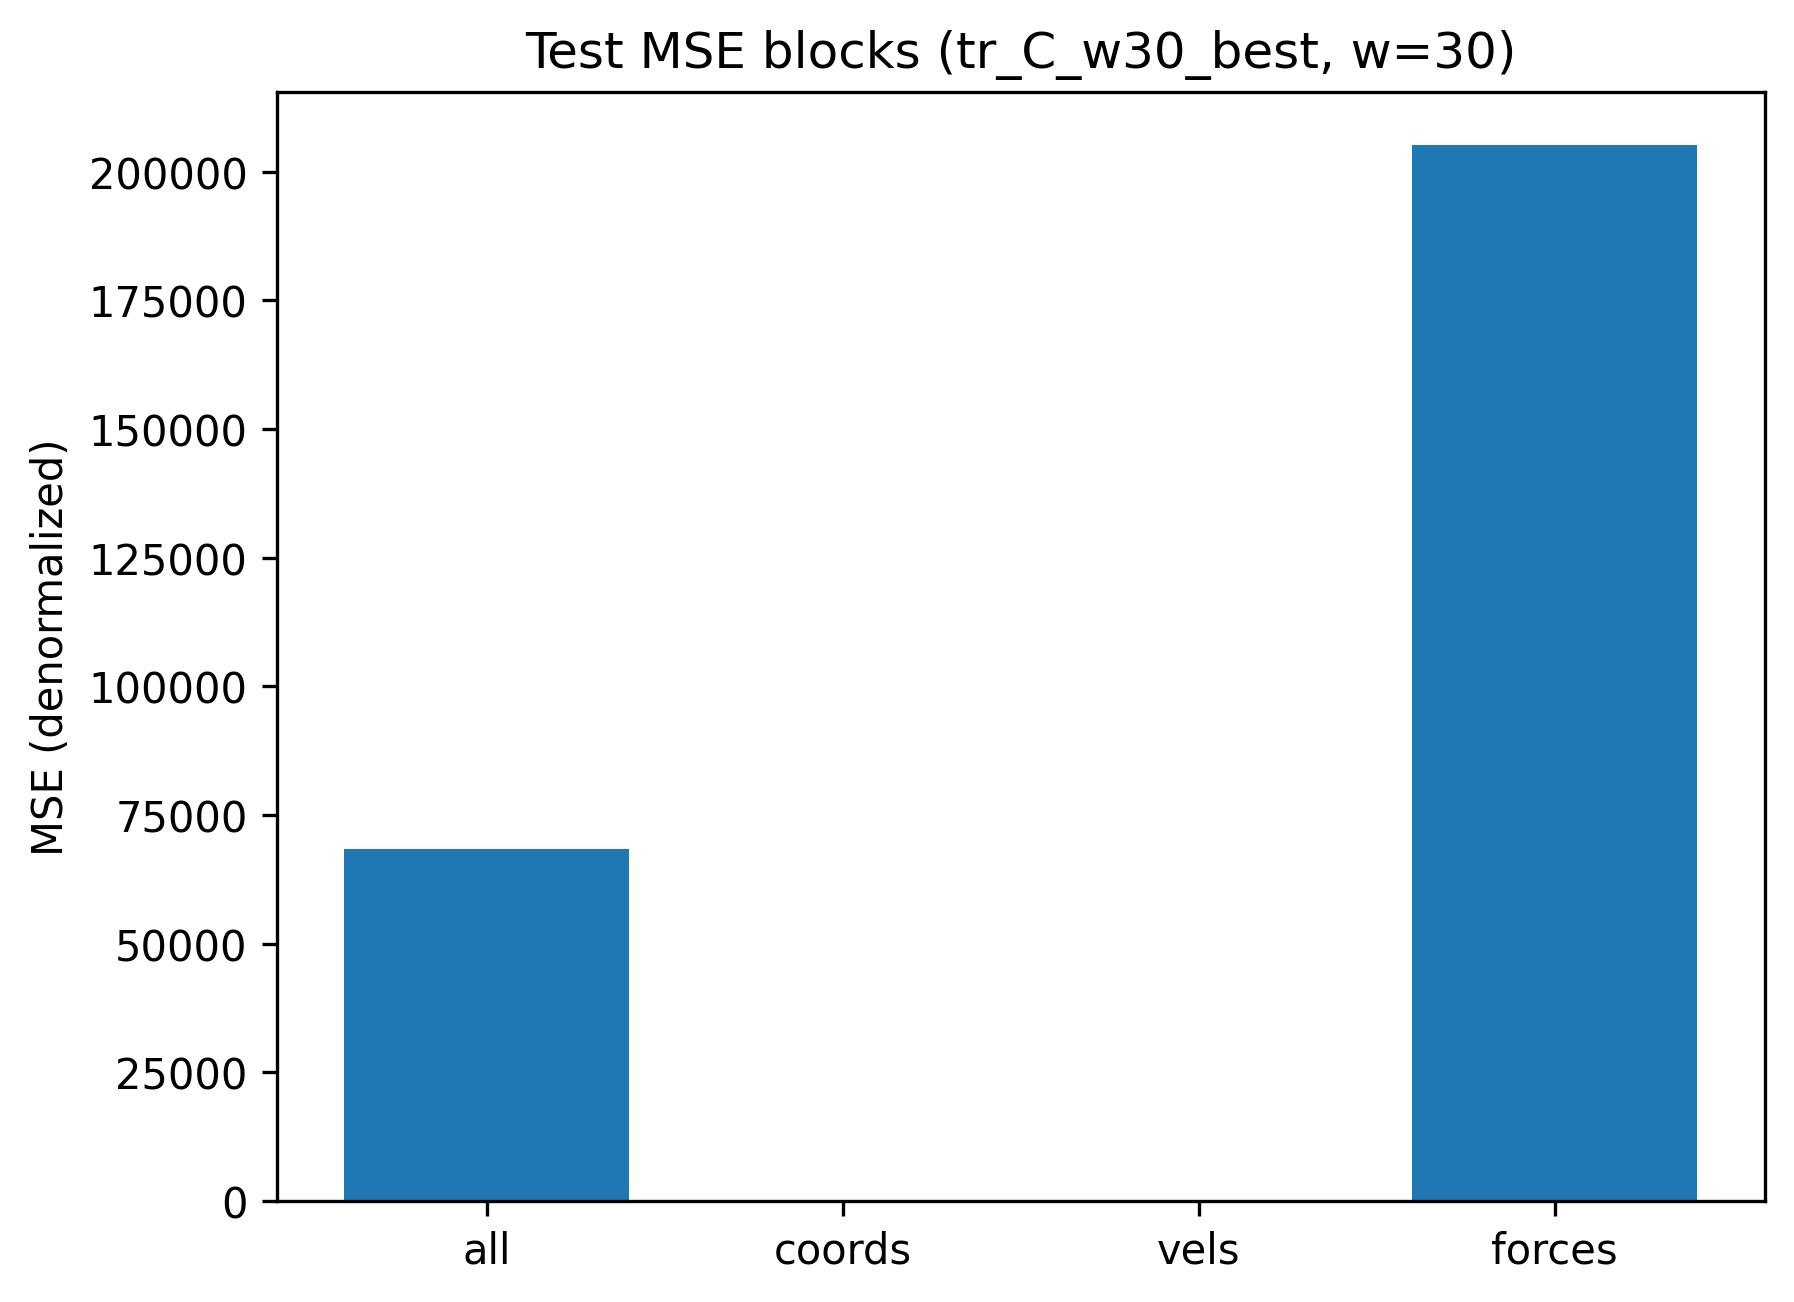 Test MSE blocks (tr_C_w30_best, w=30)
MSE (denormalized)
200000
175000
150000
125000
100000
75000
50000
25000
0
all
coords
vels
forces